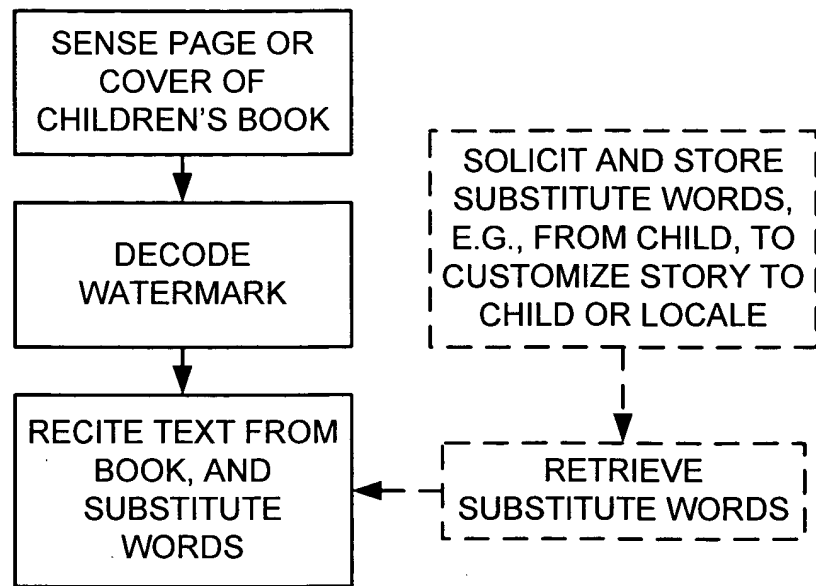 SENSE PAGE OR
COVER OF
CHILDREN'S BOOK
DECODE
WATERMARK
RECITE TEXT FROM
BOOK, AND
SUBSTITUTE
WORDS
SOLICIT AND STORE
SUBSTITUTE WORDS,
E.G., FROM CHILD, TO
CUSTOMIZE STORY TO
CHILD OR LOCALE
RETRIEVE
SUBSTITUTE WORDS